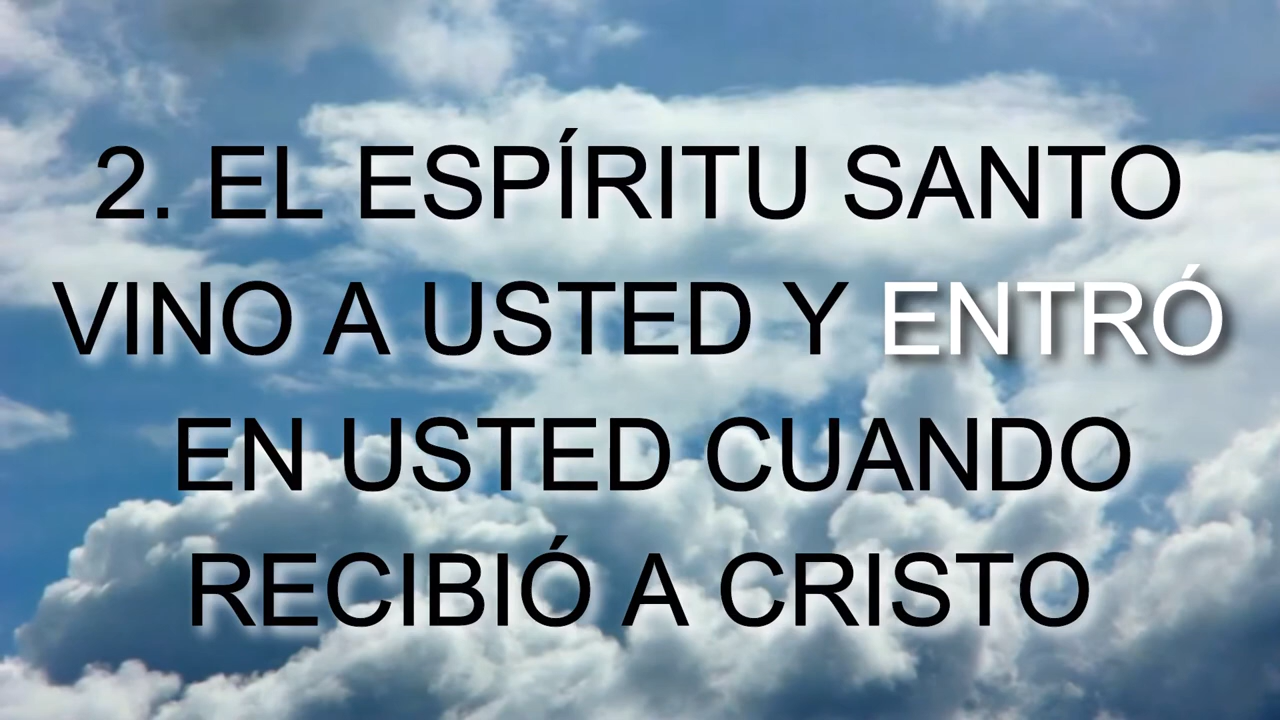 2. EL ESPÍRITU SANTO
VINO A USTED Y ENTRÓ
EN USTED CUANDO
RECIBIÓ A CRISTO